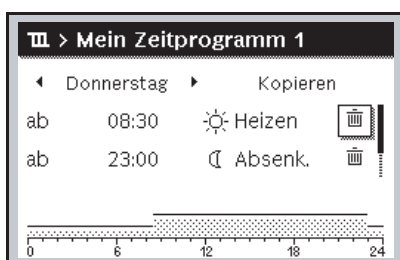 > Mein Zeitprogramm 1
Donnerstag Kopieren
ab 08:30 Heizen
ab 23:00 Absenk.
0 6 12 18 24